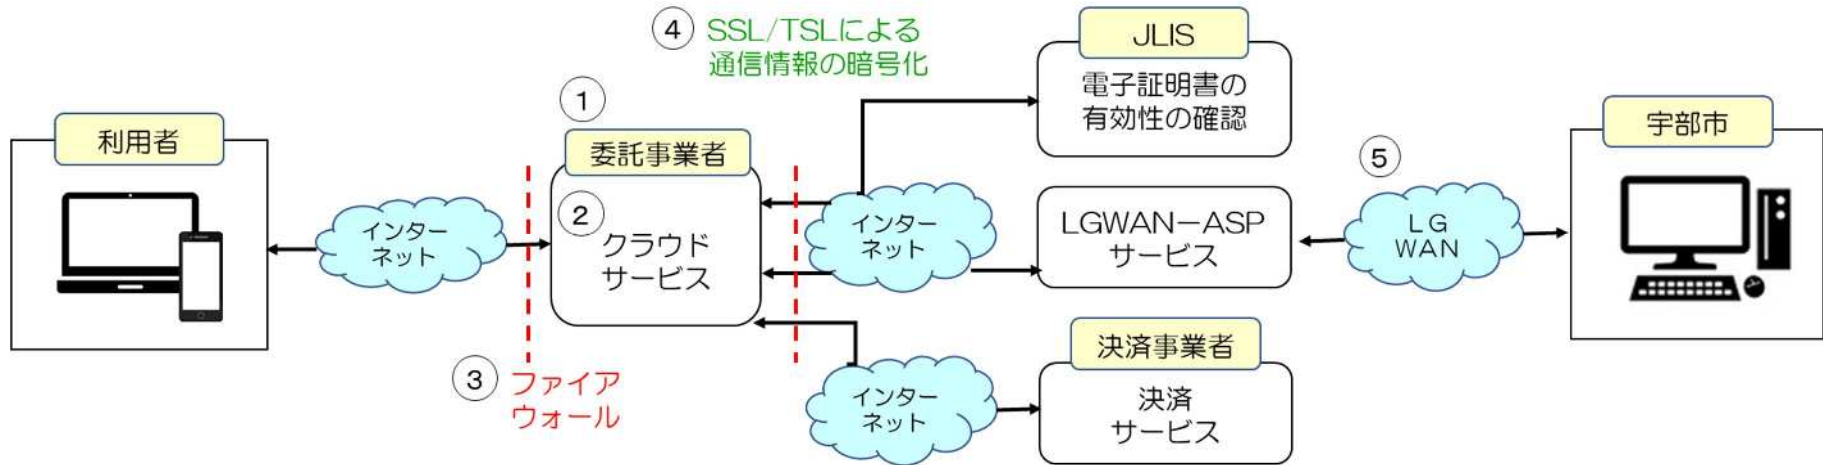 ④ SSL/TSLによる
通信情報の暗号化
JLIS
電子証明書の
有効性の確認
①
利用者
委託事業者
宇部市
⑤
②
インター
ネット
クラウド
サービス
インター
ネット
LGWAN－ASP
サービス
LG
WAN
③ ファイア
ウォール
決済事業者
インター
ネット
決済
サービス